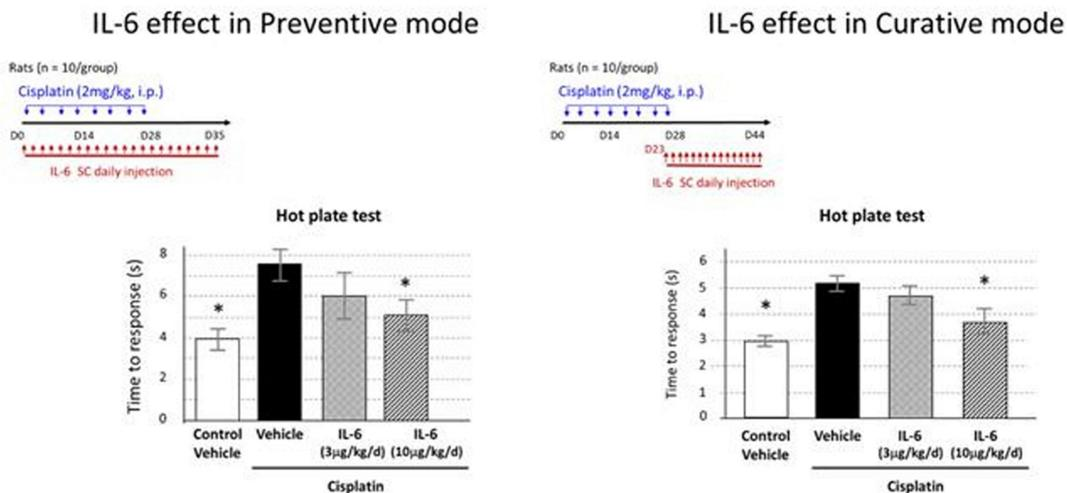 IL-6 effect in Preventive mode
Rats (n = 10/group)
Cisplatin (2mg/kg, i.p.)
D0 D14 D28 D35
IL-6 SC daily injection
Hot plate test
Time to response (s)
8
6
4
2
0
*
*
Control Vehicle IL-6 IL-6
Vehicle (3µg/kg/d) (10µg/kg/d)
Cisplatin
IL-6 effect in Curative mode
Rats (n = 10/group)
Cisplatin (2mg/kg, i.p.)
D0 D14 D28 D44
D23
IL-6 SC daily injection
Hot plate test
Time to response (s)
6
5
4
3
2
1
0
*
*
Control Vehicle IL-6 IL-6
Vehicle (3µg/kg/d) (10µg/kg/d)
Cisplatin